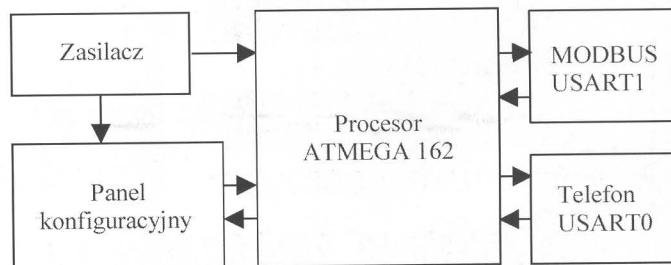 Zasilacz
Procesor
ATMEGA 162
MODBUS
USART1
Panel
konfiguracyjny
Telefon
USART0